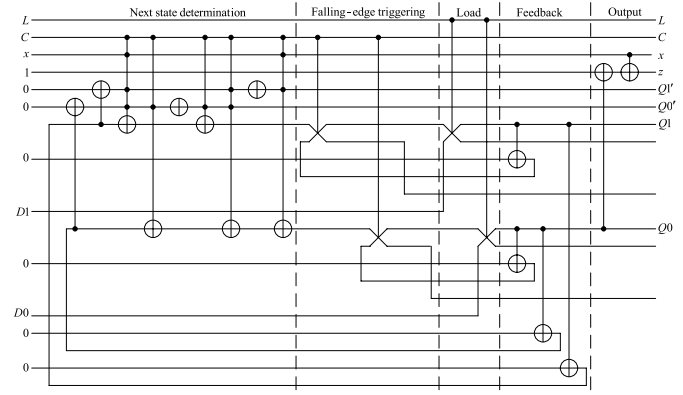 Next state determination Falling-edge triggering Load Feedback Output
L L
C C
x x
1 z
0 Q1′
0 Q0′
Q1
0
D1
Q0
0
D0
0
0